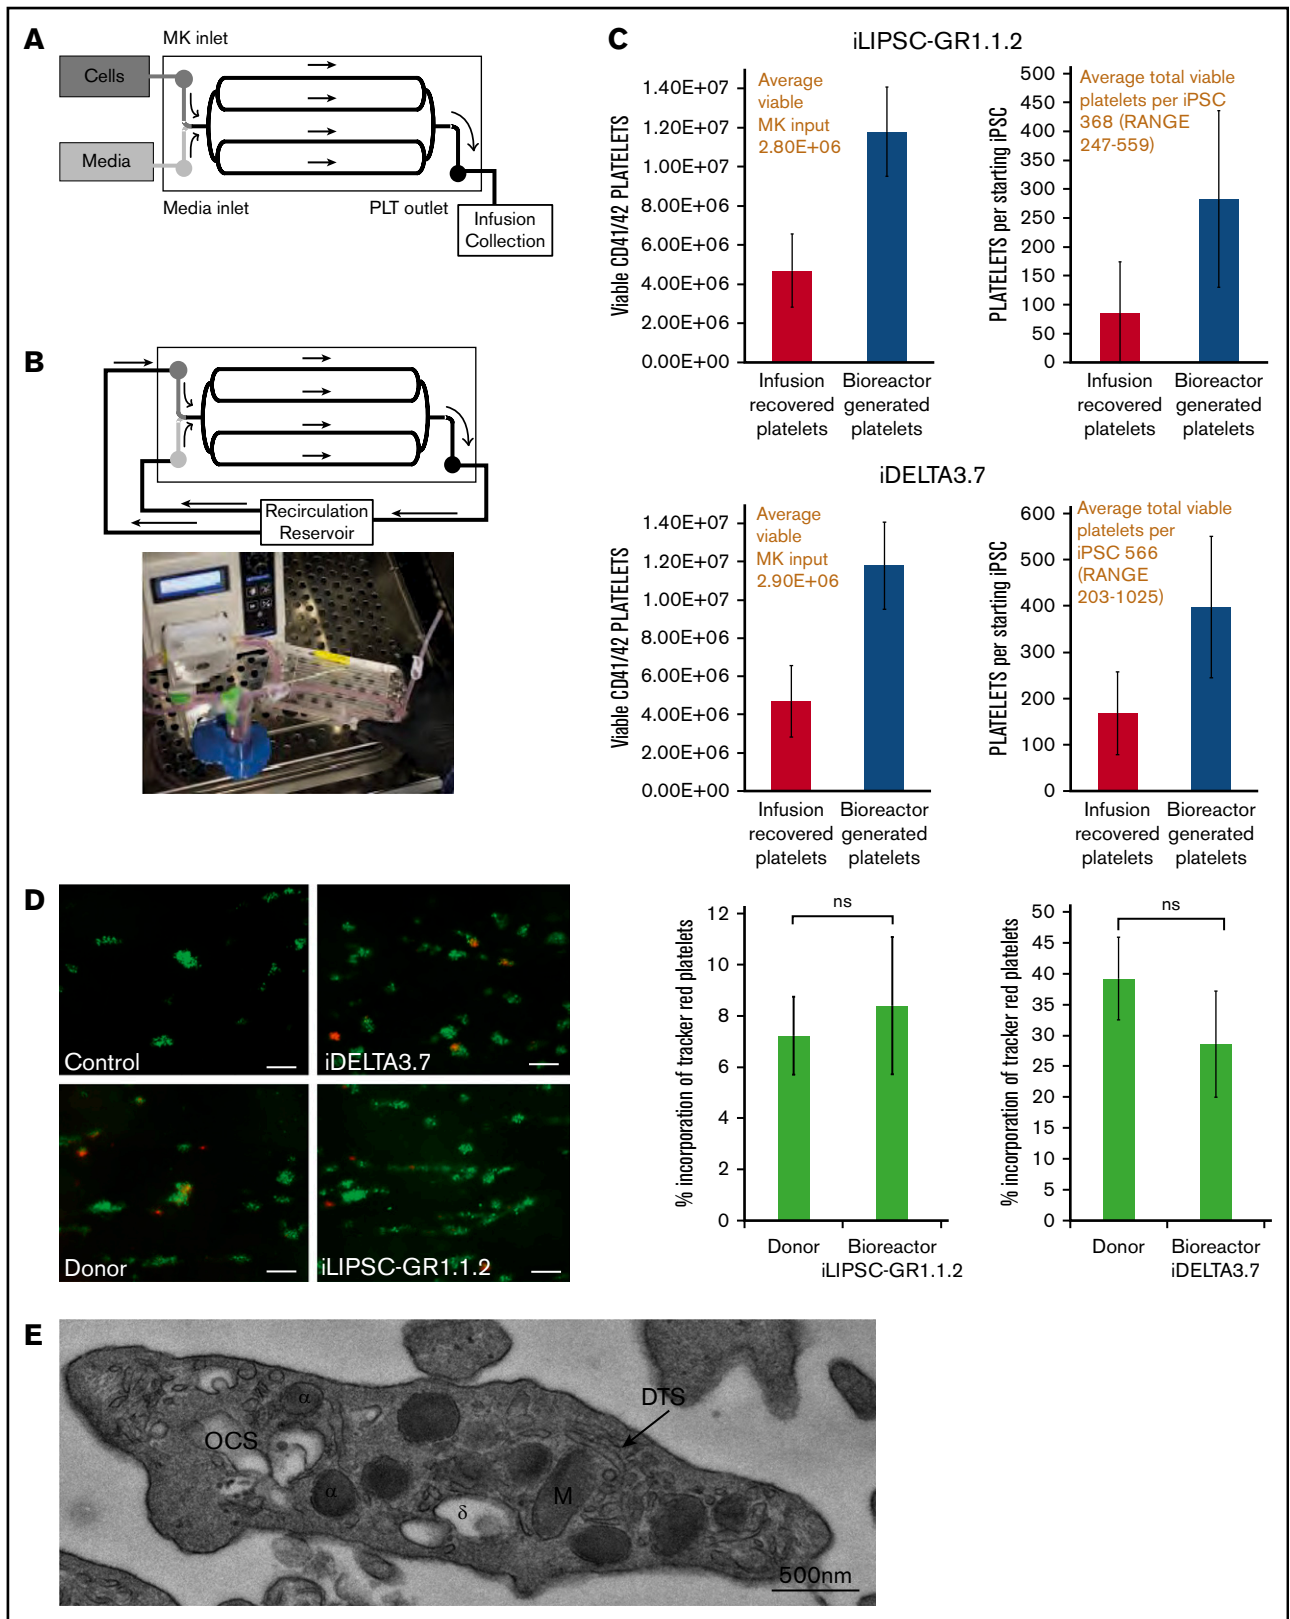 A
MK inlet
Cells
Media
Media inlet
PLT outlet
Infusion
Collection
B
Recirculation
Reservoir
C
iLIPSC-GR1.1.2
Viable CD41/42 PLATELETS
1.40E+07
1.20E+07
1.00E+07
8.00E+06
6.00E+06
4.00E+06
2.00E+06
0.00E+00
Average
viable
MK input
2.80E+06
Infusion
recovered
platelets
Bioreactor
generated
platelets
PLATELETS per starting iPSC
500
450
400
350
300
250
200
150
100
50
0
Average total viable
platelets per iPSC
368 (RANGE
247-559)
Infusion
recovered
platelets
Bioreactor
generated
platelets
iDELTA3.7
Viable CD41/42 PLATELETS
1.40E+07
1.20E+07
1.00E+07
8.00E+06
6.00E+06
4.00E+06
2.00E+06
0.00E+00
Average
viable
MK input
2.90E+06
Infusion
recovered
platelets
Bioreactor
generated
platelets
PLATELETS per starting iPSC
600
500
400
300
200
100
0
Average total viable
platelets per
iPSC 566
(RANGE
203-1025)
Infusion
recovered
platelets
Bioreactor
generated
platelets
D
Control
iDELTA3.7
Donor
iLIPSC-GR1.1.2
% incorporation of tracker red platelets
12
10
8
6
4
2
0
ns
Donor
Bioreactor
iLIPSC-GR1.1.2
% incorporation of tracker red platelets
50
45
40
35
30
25
20
15
10
5
0
ns
Donor
Bioreactor
iDELTA3.7
E
α
DTS
OCS
α
M
δ
500nm